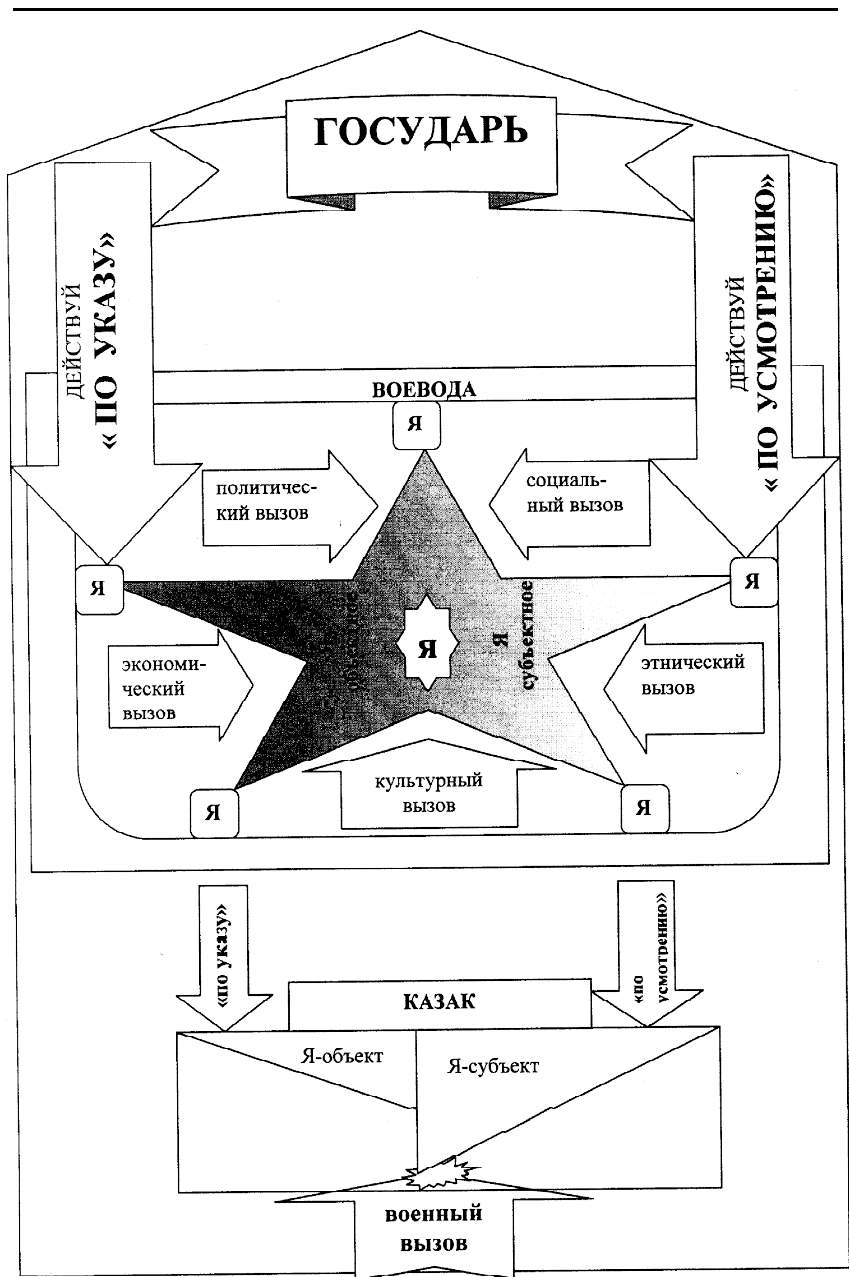 ГОСУДАРЬ
ДЕЙСТВУЙ
«ПО УКАЗУ»
ДЕЙСТВУЙ
«ПО УСМОТРЕНИЮ»
ВОЕВОДА
Я
политичес-
кий вызов
социаль-
ный вызов
Я
Я
Я
объектное
Я
Я
субъектное
экономи-
ческий
вызов
этнический
вызов
культурный
вызов
Я
Я
«по указу»
«по
усмотрению»
КАЗАК
Я-объект
Я-субъект
военный
вызов